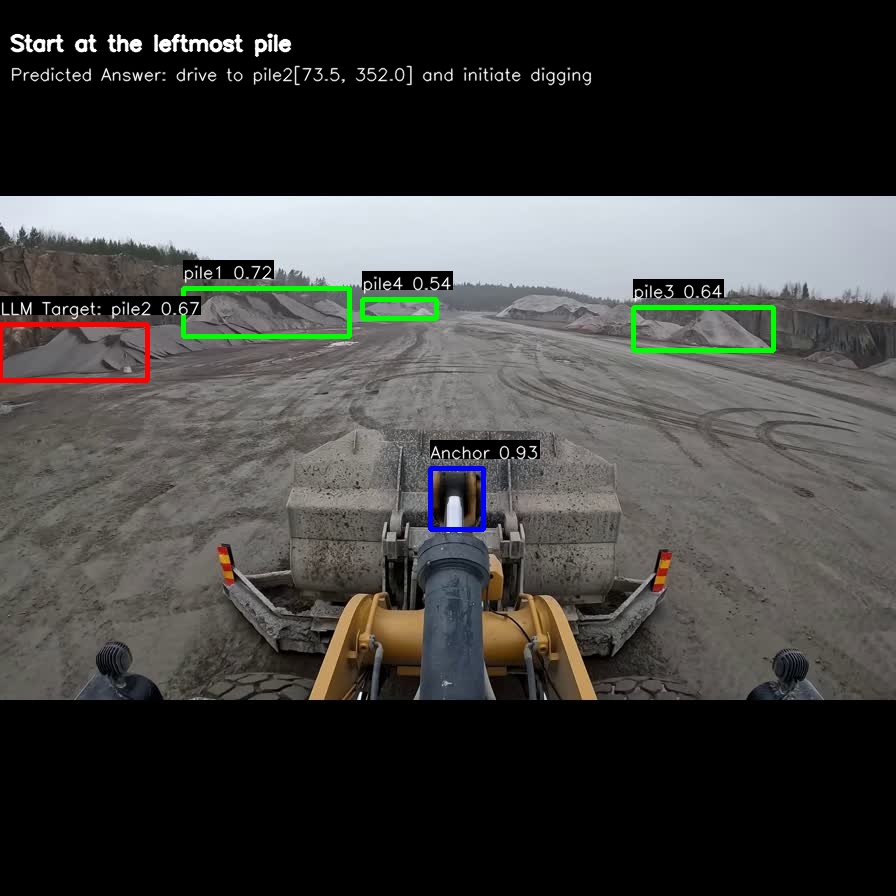 Start at the leftmost pile
Predicted Answer: drive to pile2[73.5, 352.0] and initiate digging
pile1 0.72
pile4 0.54
pile3 0.64
LLM Target: pile2 0.67
Anchor 0.93